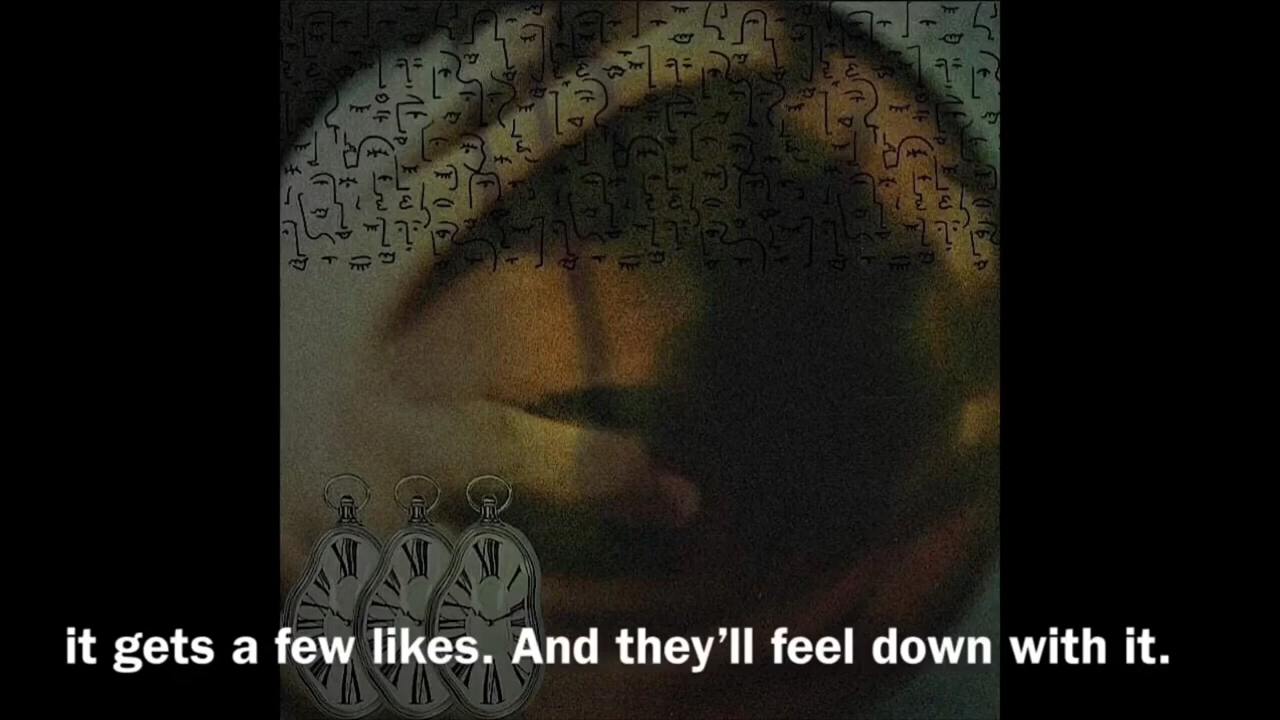 it gets a few likes. And they’ll feel down with it.